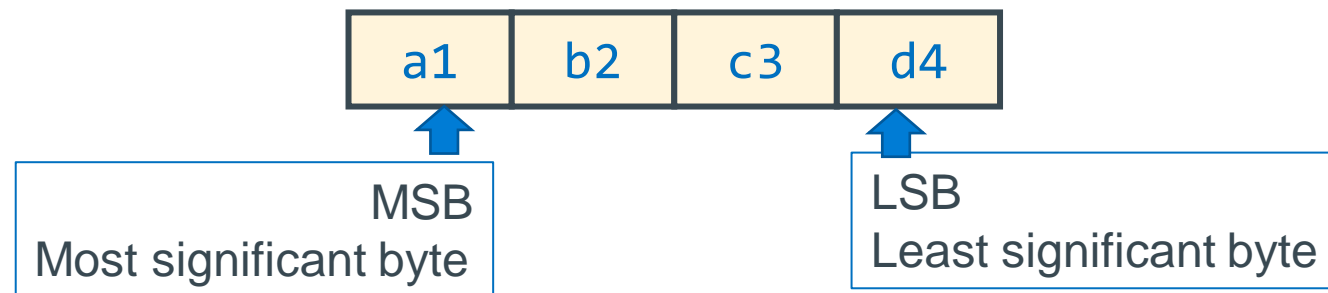 a1 b2 c3 d4
MSB
Most significant byte
LSB
Least significant byte